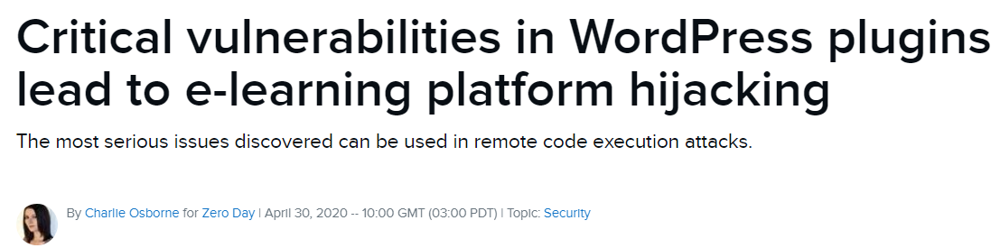 Critical vulnerabilities in WordPress plugins
lead to e-learning platform hijacking
The most serious issues discovered can be used in remote code execution attacks.
By Charlie Osborne for Zero Day | April 30, 2020 -- 10:00 GMT (03:00 PDT) | Topic: Security